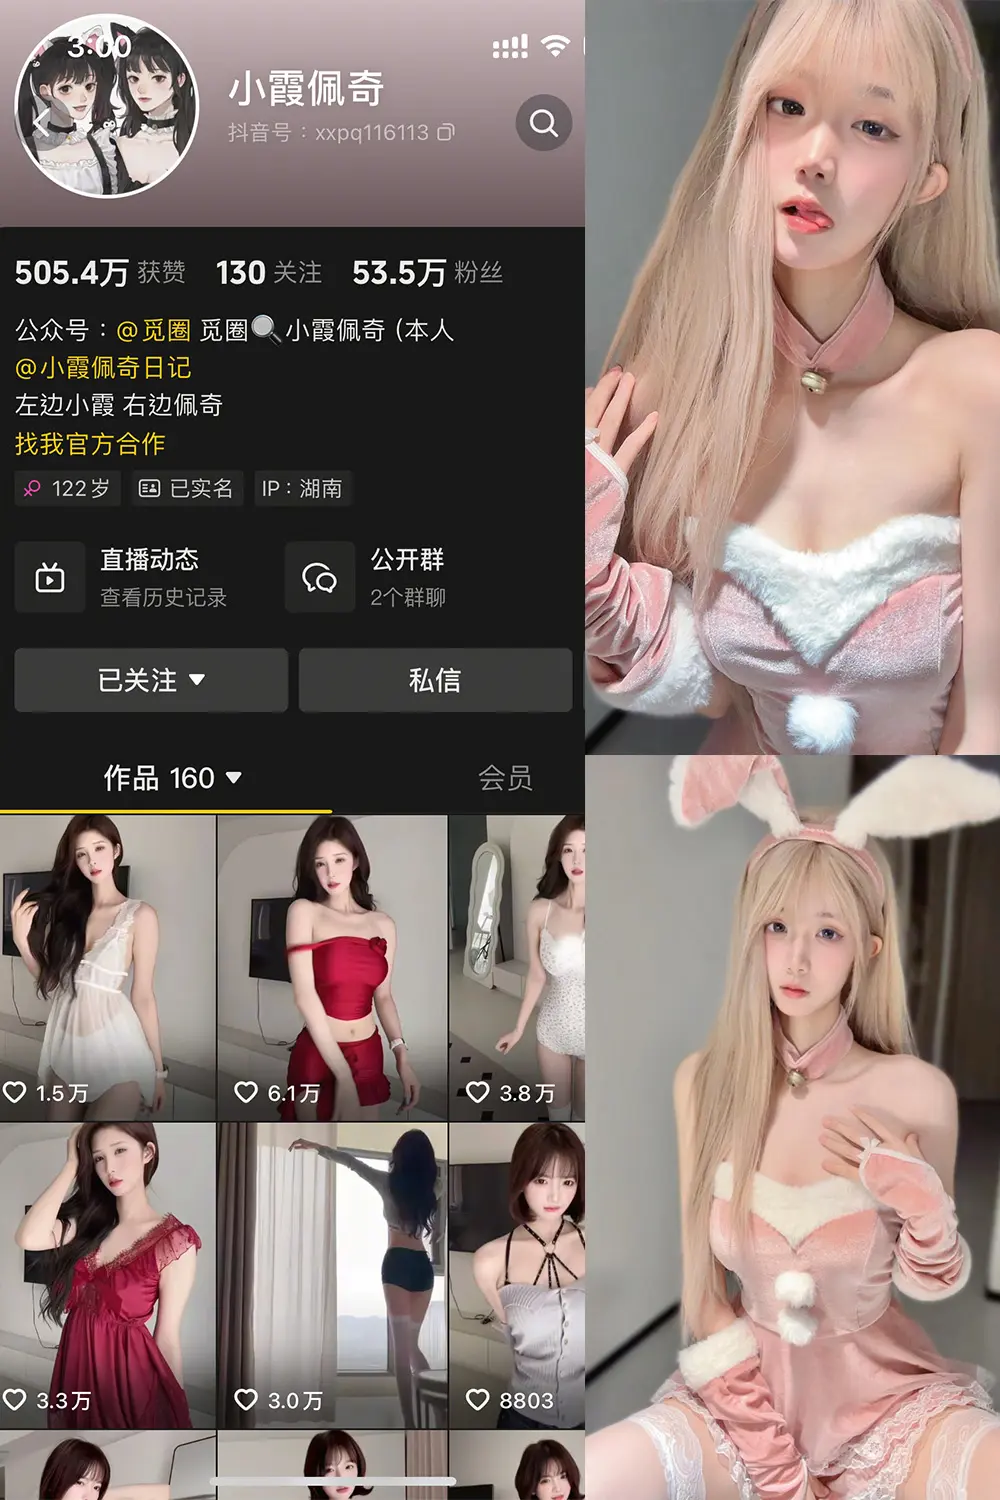 3:00
小霞佩奇
抖音号：xxpq116113
505.4万 获赞 130 关注 53.5万 粉丝
公众号：@觅圈 觅圈🔍小霞佩奇 (本人
@小霞佩奇日记
左边小霞 右边佩奇
找我官方合作
122岁 已实名 IP：湖南
直播动态
查看历史记录
公开群
2个群聊
已关注 私信
作品 160 会员
1.5万 6.1万 3.8万
3.3万 3.0万 8803